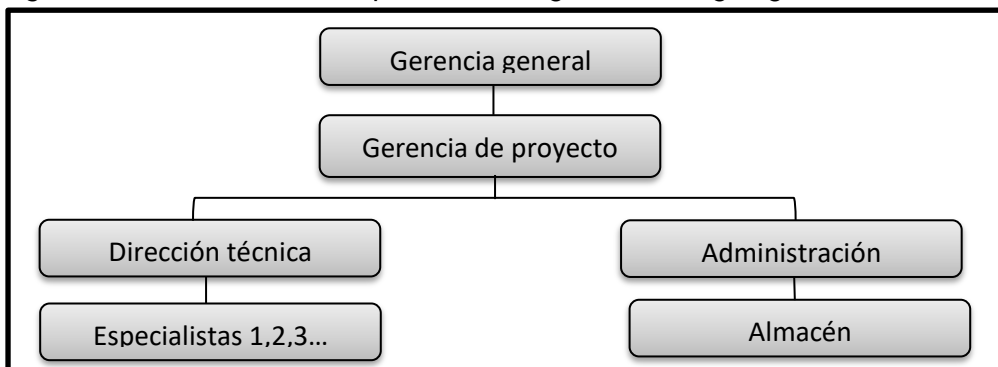 Gerencia general
Gerencia de proyecto
Dirección técnica
Administración
Especialistas 1,2,3...
Almacén